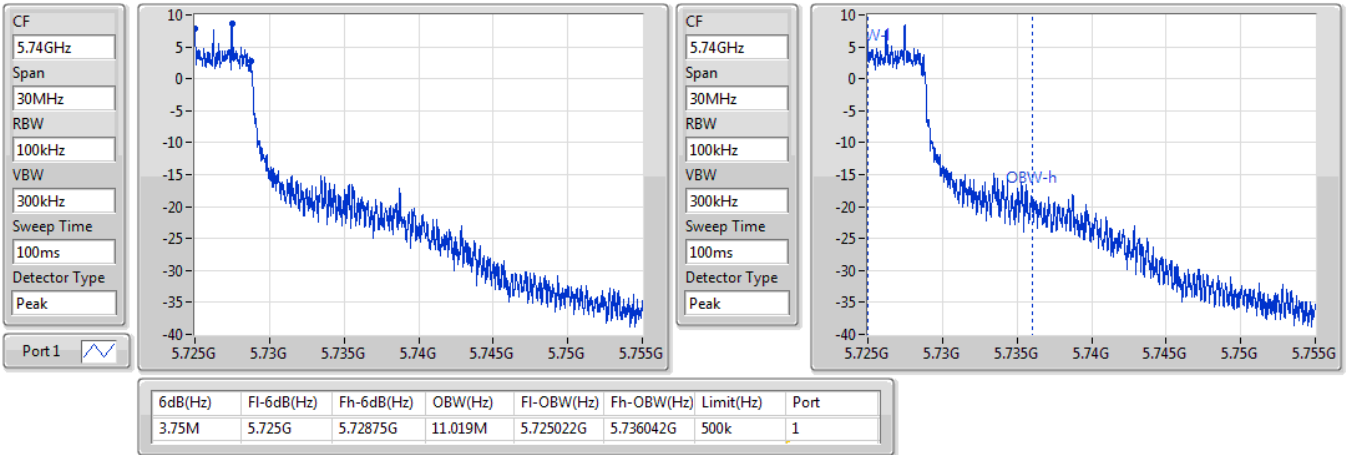 CF
5.74GHz
Span
30MHz
RBW
100kHz
VBW
300kHz
Sweep Time
100ms
Detector Type
Peak
Port 1
10
5
0
-5
-10
-15
-20
-25
-30
-35
-40
5.725G 5.73G 5.735G 5.74G 5.745G 5.75G 5.755G
CF
5.74GHz
Span
30MHz
RBW
100kHz
VBW
300kHz
Sweep Time
100ms
Detector Type
Peak
10
5
0
-5
-10
-15
-20
-25
-30
-35
-40
OBW-h
5.725G 5.73G 5.735G 5.74G 5.745G 5.75G 5.755G
6dB(Hz) Fl-6dB(Hz) Fh-6dB(Hz) OBW(Hz) Fl-OBW(Hz) Fh-OBW(Hz) Limit(Hz) Port
3.75M 5.725G 5.72875G 11.019M 5.725022G 5.736042G 500k 1